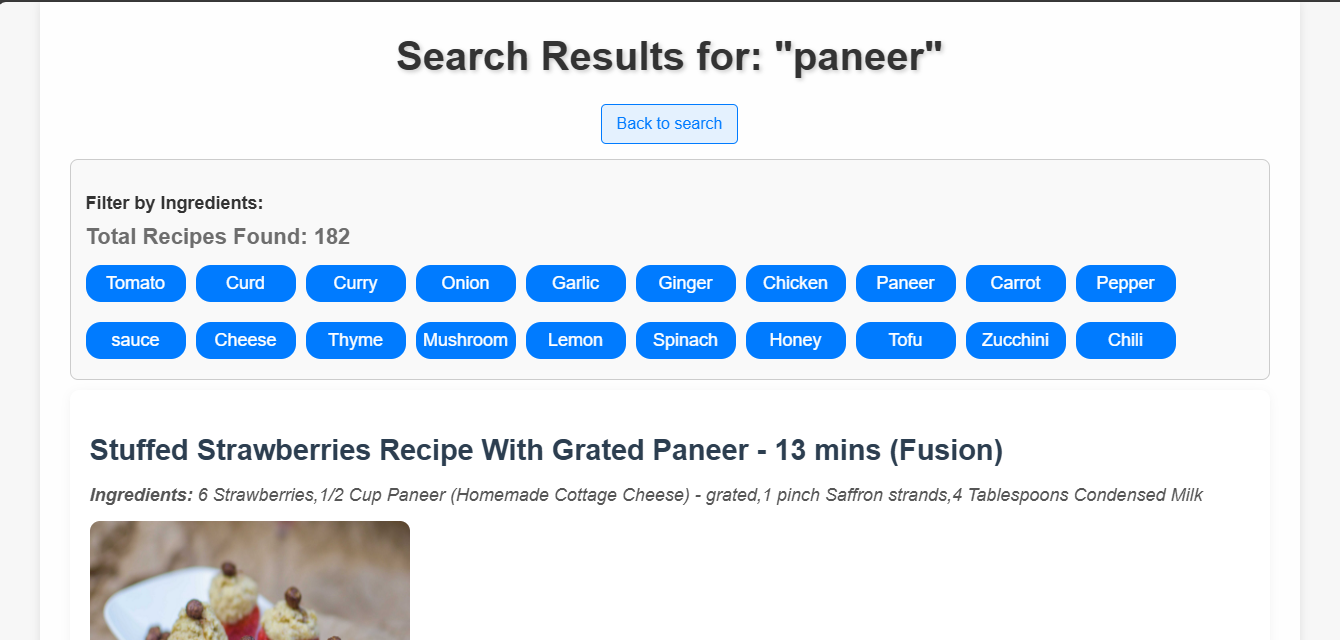 Search Results for: "paneer"
Back to search
Filter by Ingredients:
Total Recipes Found: 182
Tomato Curd Curry Onion Garlic Ginger Chicken Paneer Carrot Pepper
sauce Cheese Thyme Mushroom Lemon Spinach Honey Tofu Zucchini Chili
Stuffed Strawberries Recipe With Grated Paneer - 13 mins (Fusion)
Ingredients: 6 Strawberries,1/2 Cup Paneer (Homemade Cottage Cheese) - grated,1 pinch Saffron strands,4 Tablespoons Condensed Milk